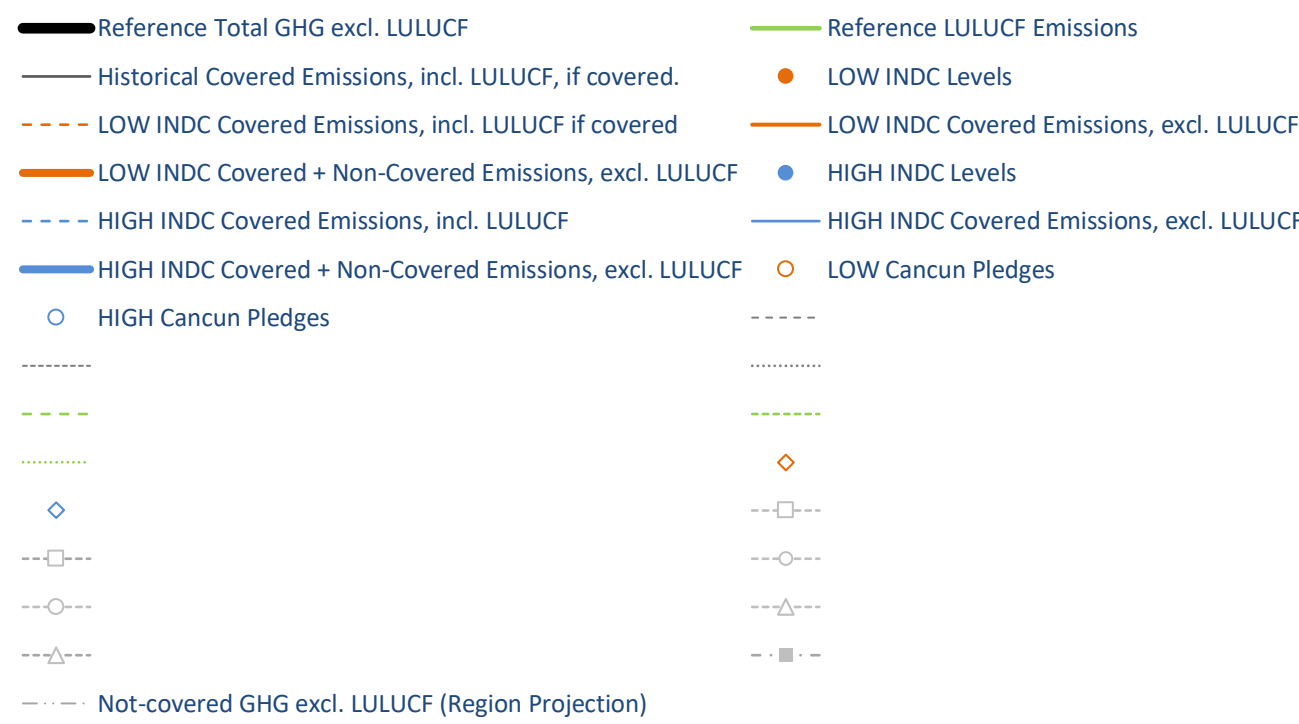 Reference Total GHG excl. LULUCF
Reference LULUCF Emissions
Historical Covered Emissions, incl. LULUCF, if covered.
LOW INDC Levels
LOW INDC Covered Emissions, incl. LULUCF if covered
LOW INDC Covered Emissions, excl. LULUCF
LOW INDC Covered + Non-Covered Emissions, excl. LULUCF
HIGH INDC Levels
HIGH INDC Covered Emissions, incl. LULUCF
HIGH INDC Covered Emissions, excl. LULUCF
HIGH INDC Covered + Non-Covered Emissions, excl. LULUCF
LOW Cancun Pledges
HIGH Cancun Pledges
Not-covered GHG excl. LULUCF (Region Projection)